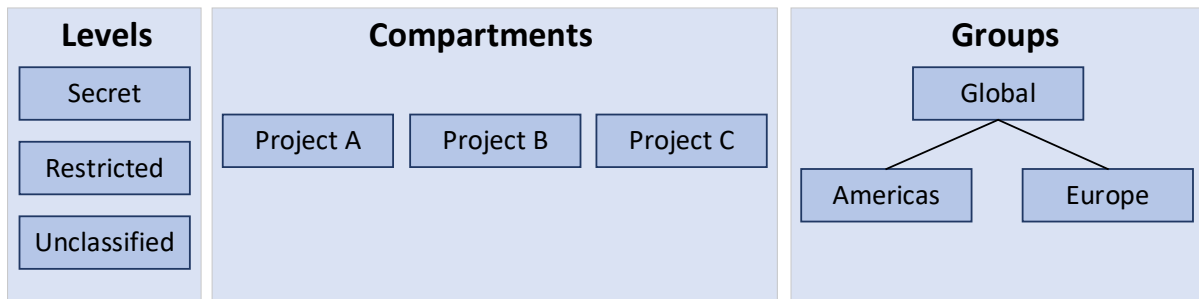 Levels
Secret
Restricted
Unclassified
Compartments
Project A
Project B
Project C
Groups
Global
Americas
Europe